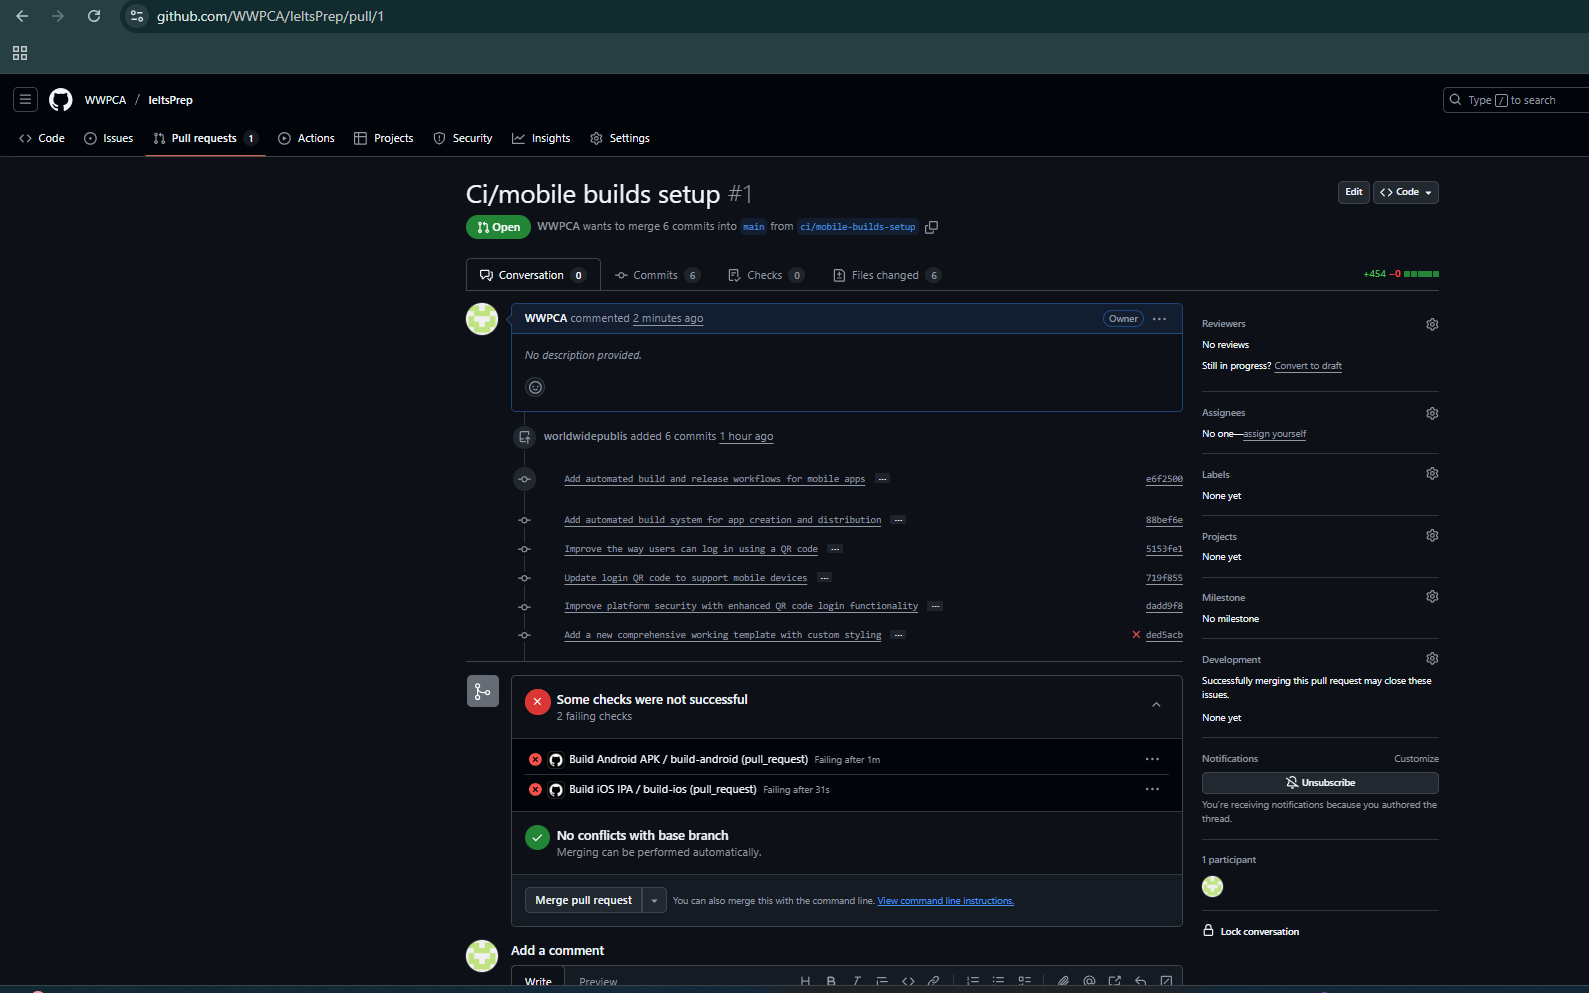 github.com/WWPCA/IeltsPrep/pull/1
WWPCA / IeltsPrep
Type / to search
Code Issues Pull requests 1 Actions Projects Security Insights Settings
Ci/mobile builds setup #1
Edit Code
Open WWPCA wants to merge 6 commits into main from ci/mobile-builds-setup
Conversation 0 Commits 6 Checks 0 Files changed 6
+454 −0
WWPCA commented 2 minutes ago
Owner
No description provided.
worldwidepublis added 6 commits 1 hour ago
Add automated build and release workflows for mobile apps ... e6f2500
Add automated build system for app creation and distribution ... 88bef6e
Improve the way users can log in using a QR code ... 5153fe1
Update login QR code to support mobile devices ... 719f855
Improve platform security with enhanced QR code login functionality ... dadd9f8
Add a new comprehensive working template with custom styling ... ded5acb
Some checks were not successful
2 failing checks
Build Android APK / build-android (pull_request) Failing after 1m
Build iOS IPA / build-ios (pull_request) Failing after 31s
No conflicts with base branch
Merging can be performed automatically.
Merge pull request You can also merge this with the command line. View command line instructions.
Add a comment
Write Preview
H B I
Reviewers
No reviews
Still in progress? Convert to draft
Assignees
No one—assign yourself
Labels
None yet
Projects
None yet
Milestone
No milestone
Development
Successfully merging this pull request may close these
issues.
None yet
Notifications Customize
Unsubscribe
You're receiving notifications because you authored the
thread.
1 participant
Lock conversation